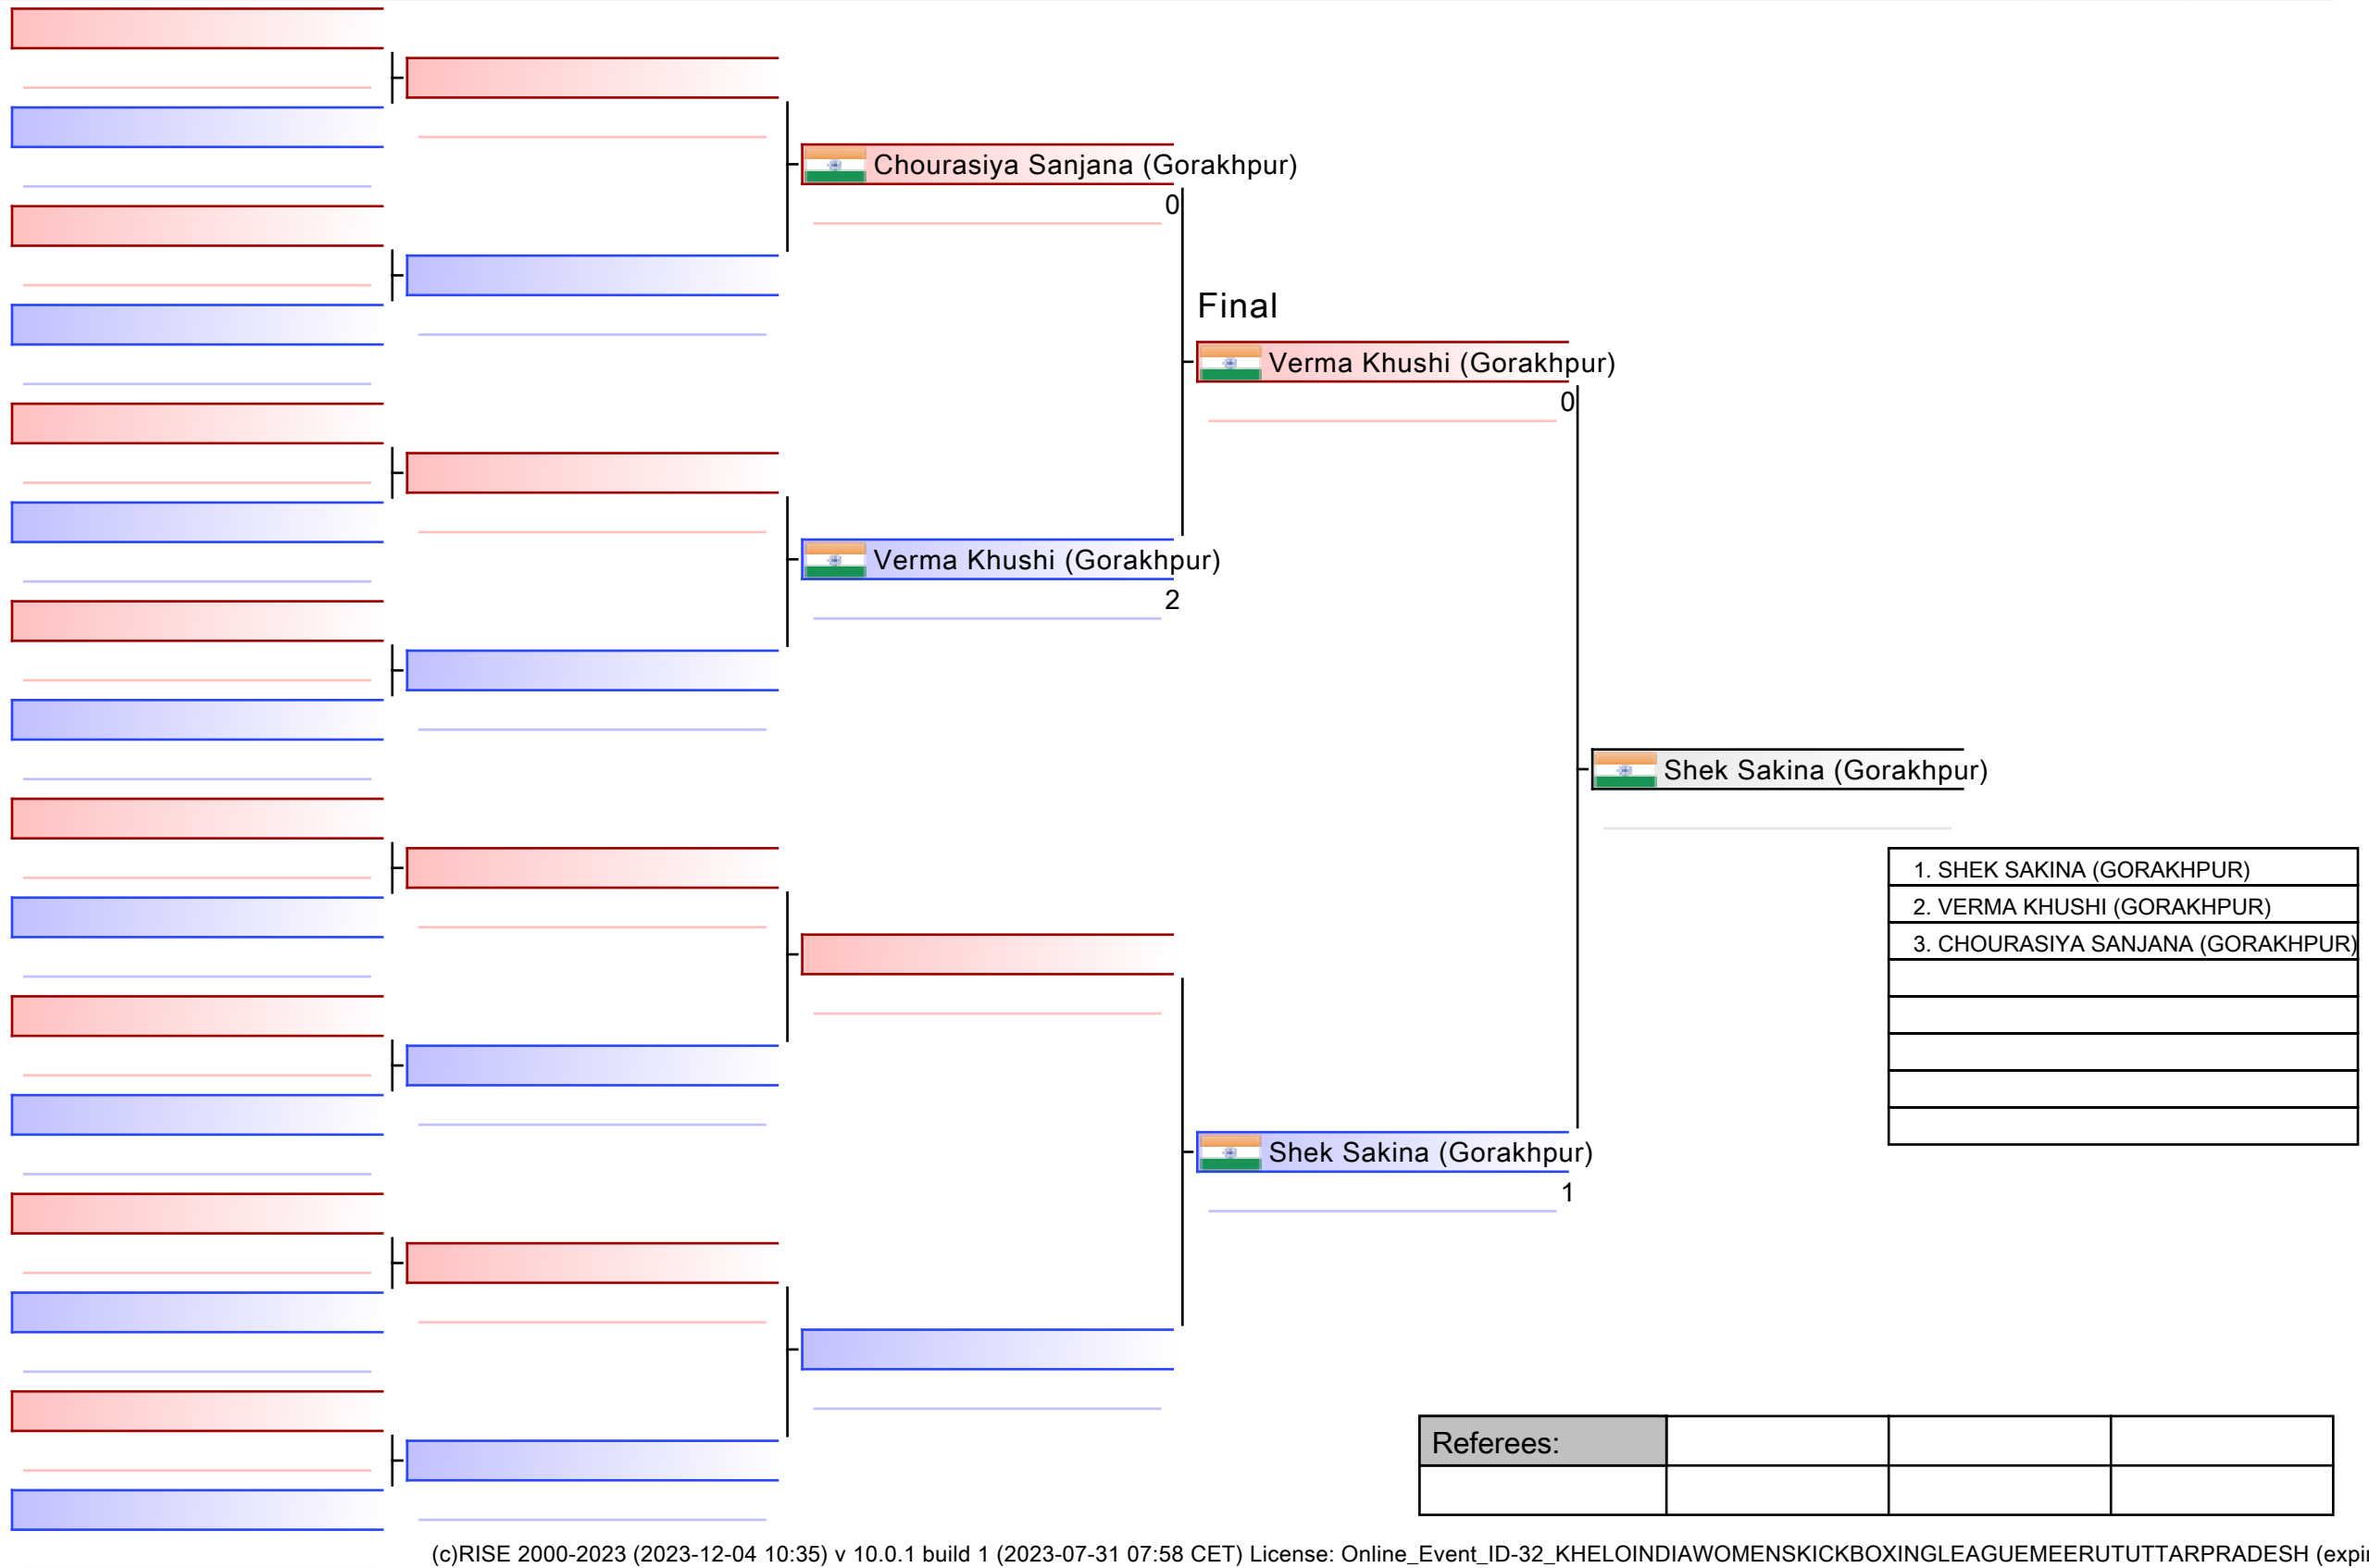 Chourasiya Sanjana (Gorakhpur)
0
Final
Verma Khushi (Gorakhpur)
0
Verma Khushi (Gorakhpur)
2
Shek Sakina (Gorakhpur)
1. SHEK SAKINA (GORAKHPUR)
2. VERMA KHUSHI (GORAKHPUR)
3. CHOURASIYA SANJANA (GORAKHPUR)
Shek Sakina (Gorakhpur)
1
Referees:
(c)RISE 2000-2023 (2023-12-04 10:35) v 10.0.1 build 1 (2023-07-31 07:58 CET) License: Online_Event_ID-32_KHELOINDIAWOMENSKICKBOXINGLEAGUEMEERUTUTTARPRADESH (expi